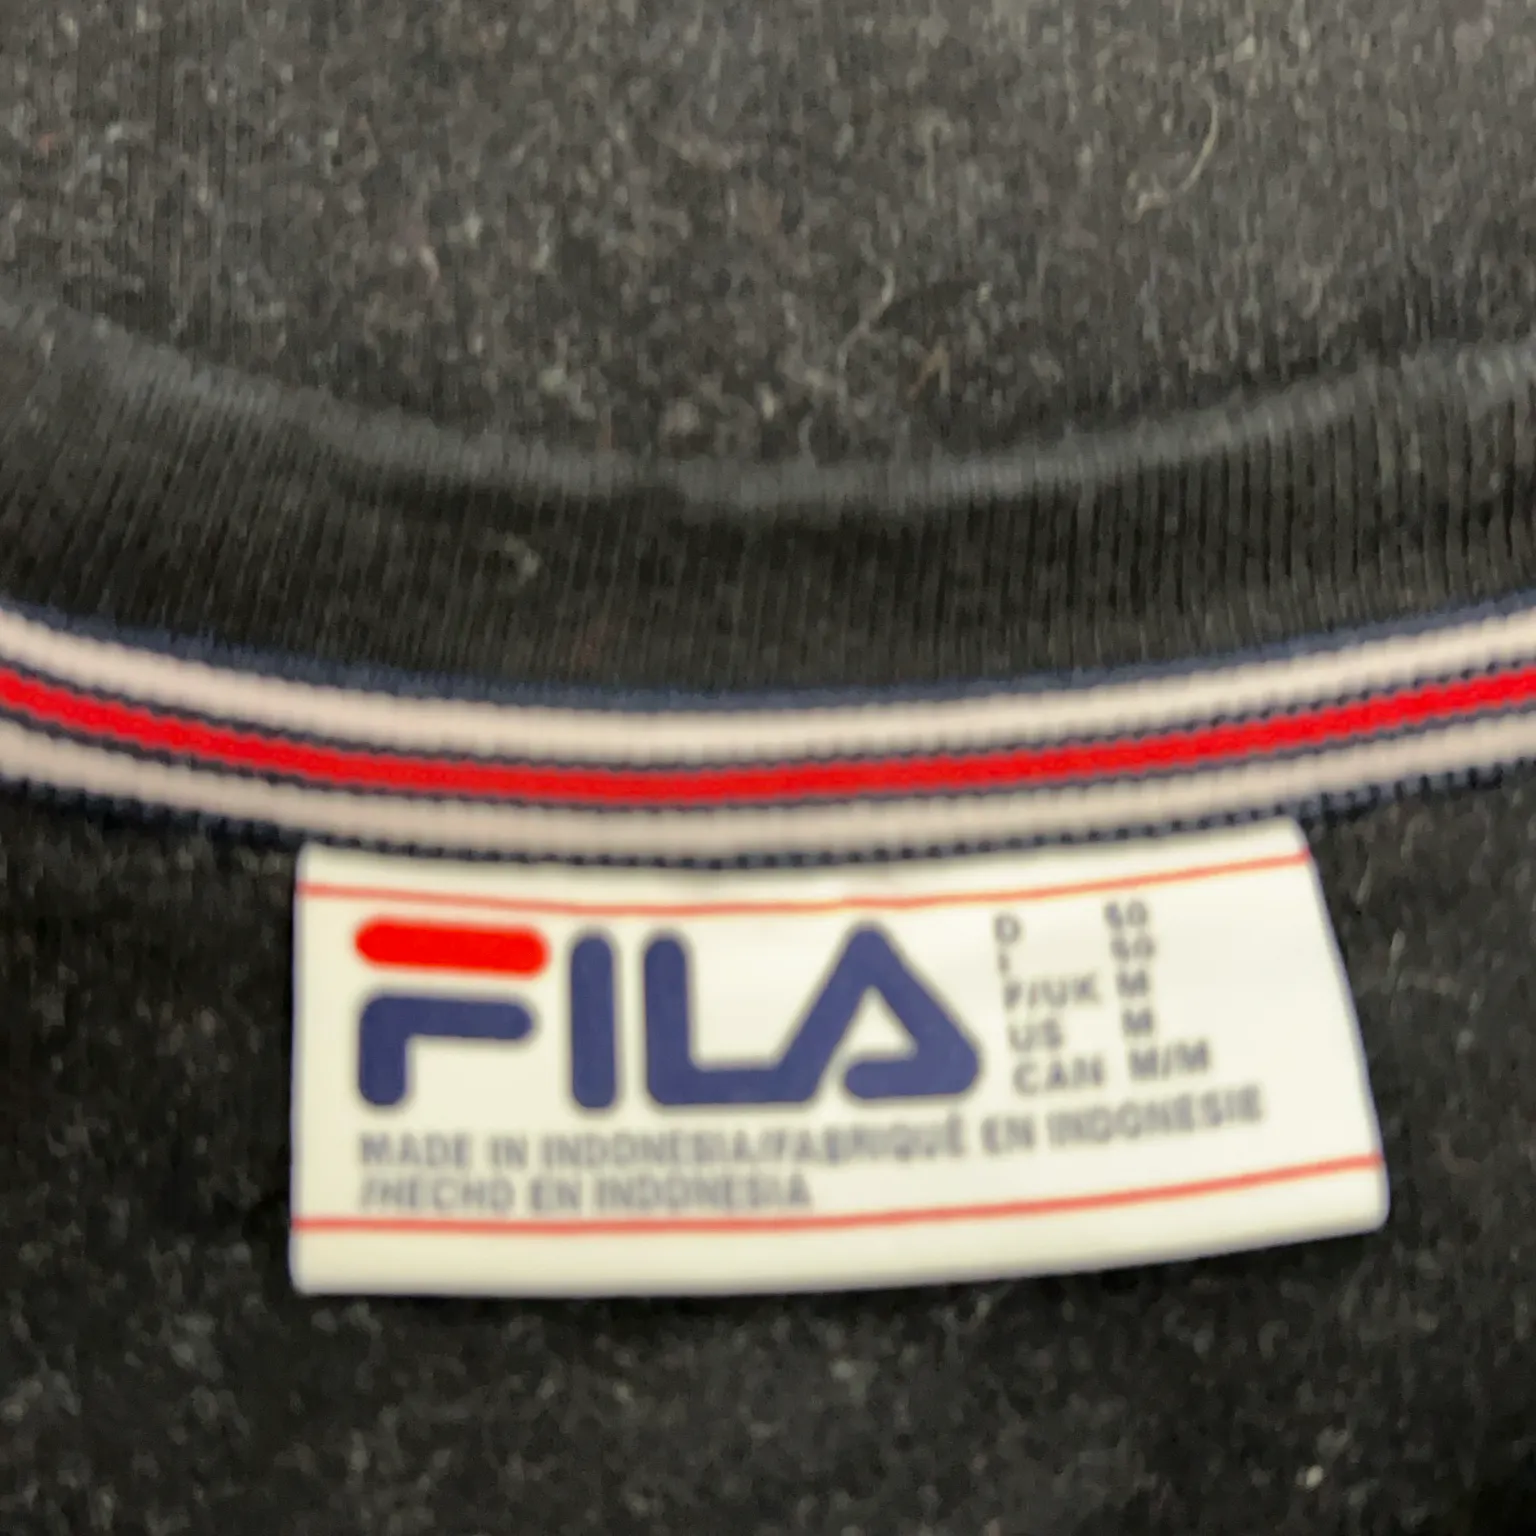 FILA
D 50
I 50
F/UK M
US M
CAN M/M
MADE IN INDONESIA/FABRIQUÉ EN INDONESIE
/HECHO EN INDONESIA